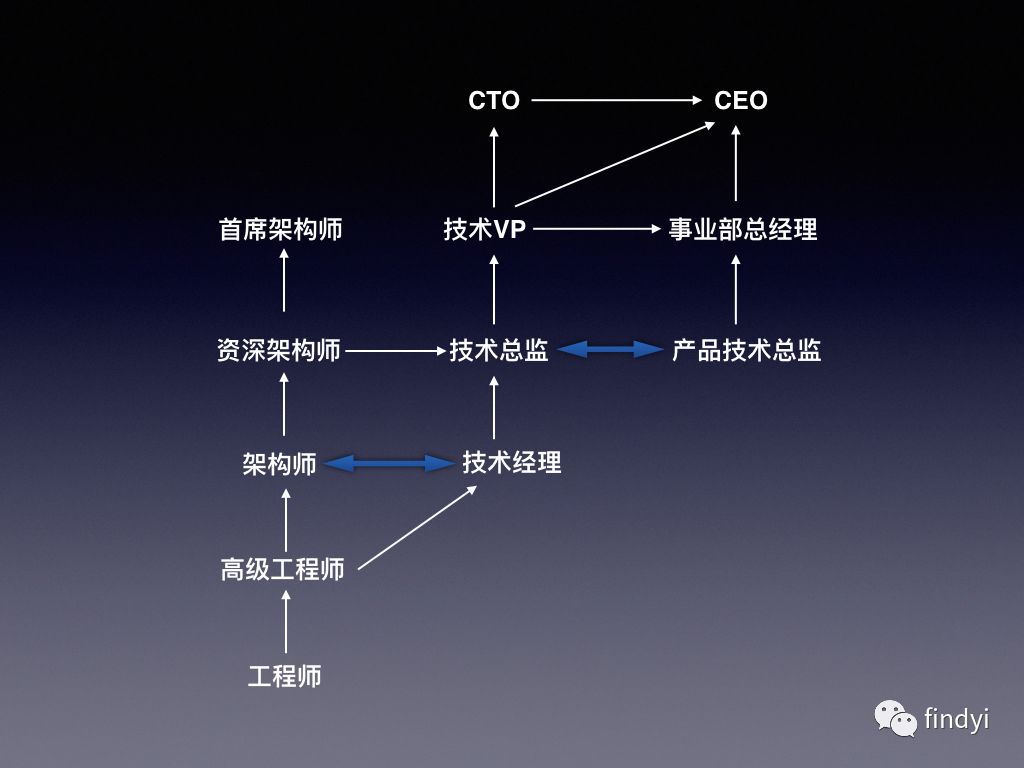 CTO
CEO
首席架构师
技术VP
事业部总经理
资深架构师
技术总监
产品技术总监
架构师
技术经理
高级工程师
工程师
findyi